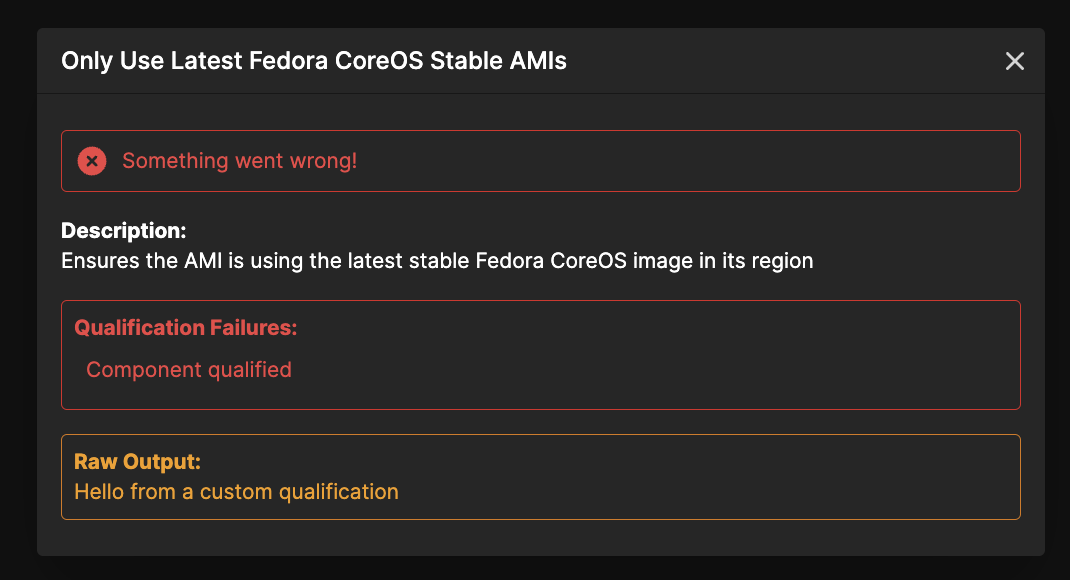 Only Use Latest Fedora CoreOS Stable AMIs
Something went wrong!
Description:
Ensures the AMI is using the latest stable Fedora CoreOS image in its region
Qualification Failures:
Component qualified
Raw Output:
Hello from a custom qualification